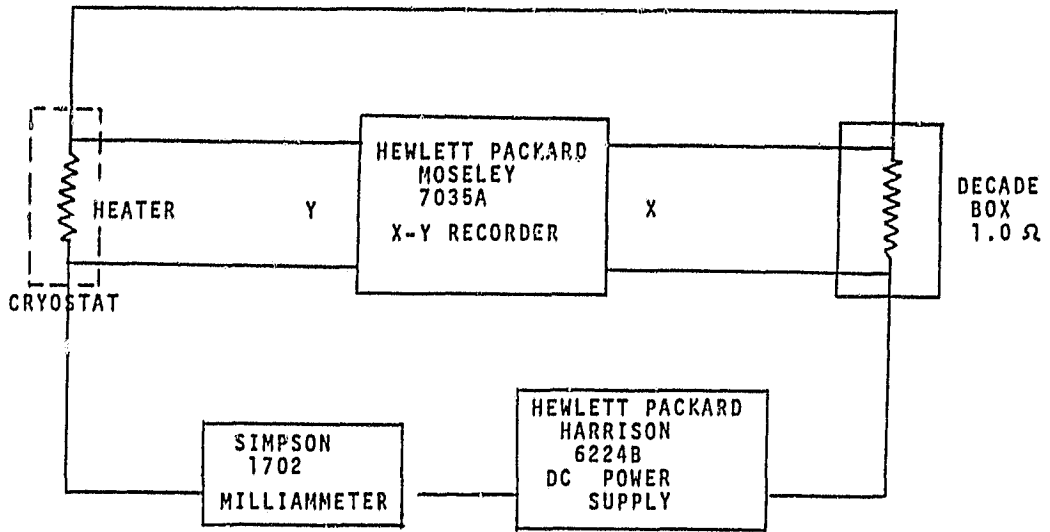 HEWLETT PACKARD
MOSELEY
7035A
X-Y RECORDER
HEATER
Y
X
DECADE
BOX
1.0 Ω
CRYOSTAT
SIMPSON
1702
MILLIAMMETER
HEWLETT PACKARD
HARRISON
6224B
DC POWER
SUPPLY